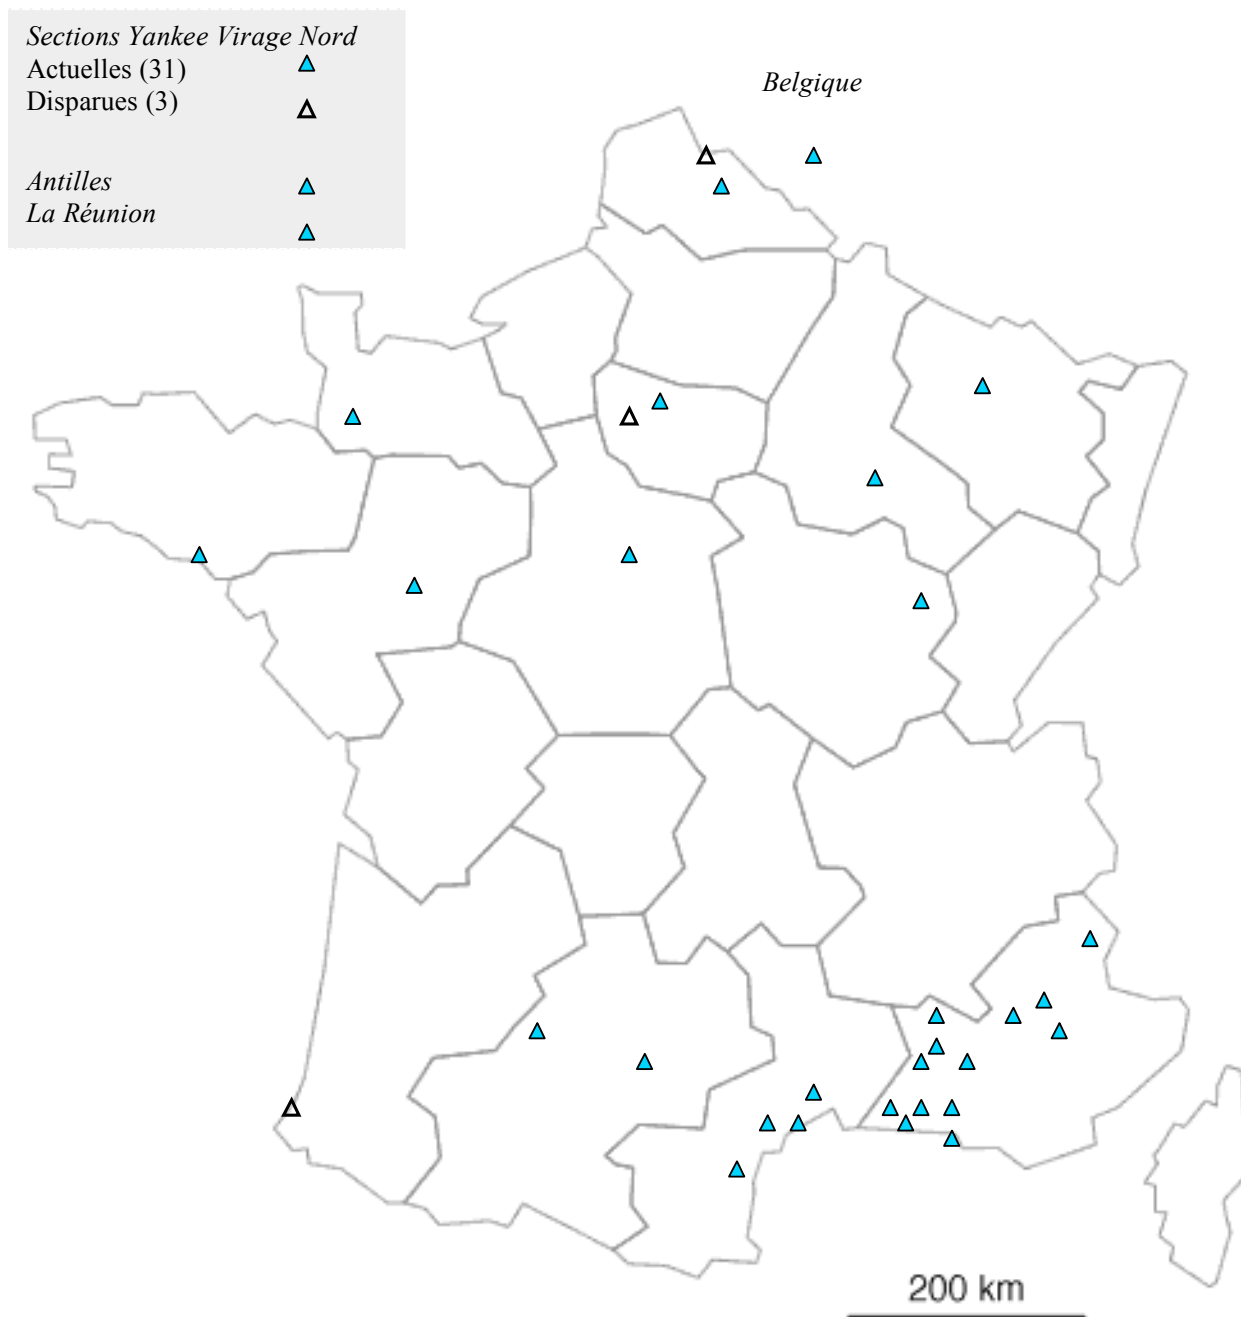 Sections Yankee Virage Nord
Actuelles (31)
Disparues (3)
Antilles
La Réunion
Belgique
200 km